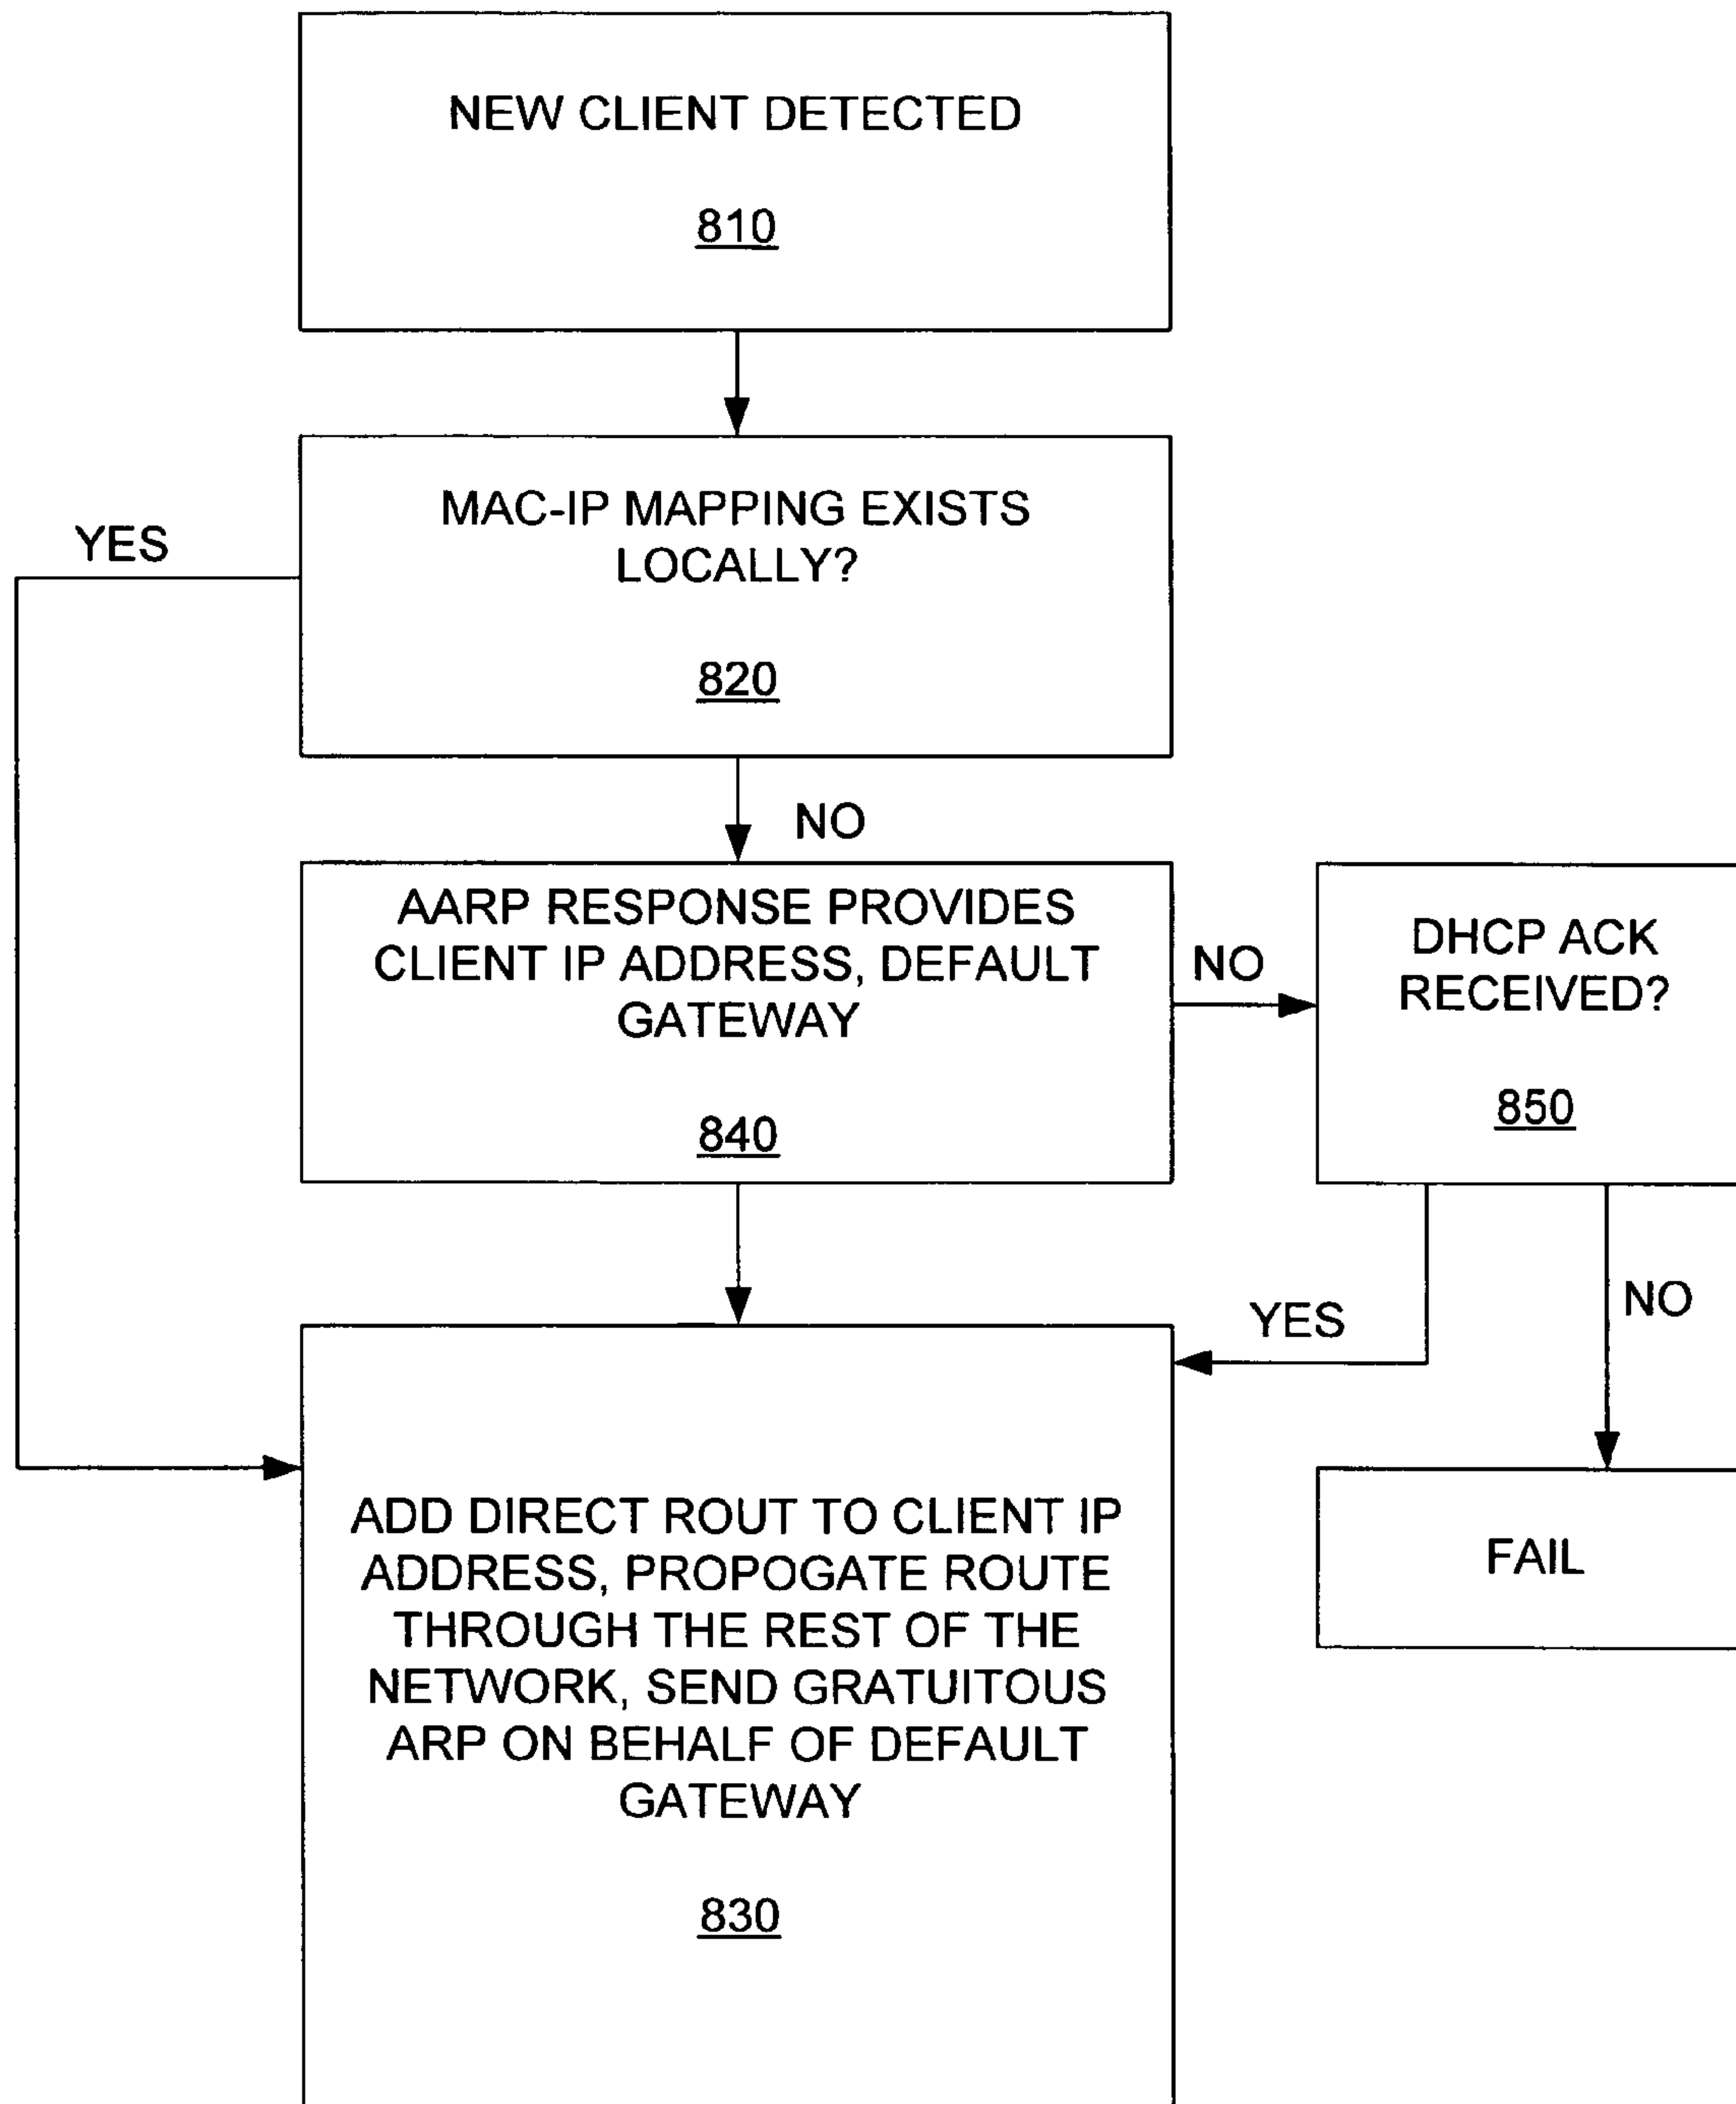 NEW CLIENT DETECTED
810
MAC-IP MAPPING EXISTS
LOCALLY?
820
YES
NO
AARP RESPONSE PROVIDES
CLIENT IP ADDRESS, DEFAULT
GATEWAY
840
NO
DHCP ACK
RECEIVED?
850
YES
NO
ADD DIRECT ROUT TO CLIENT IP
ADDRESS, PROPOGATE ROUTE
THROUGH THE REST OF THE
NETWORK, SEND GRATUITOUS
ARP ON BEHALF OF DEFAULT
GATEWAY
830
FAIL